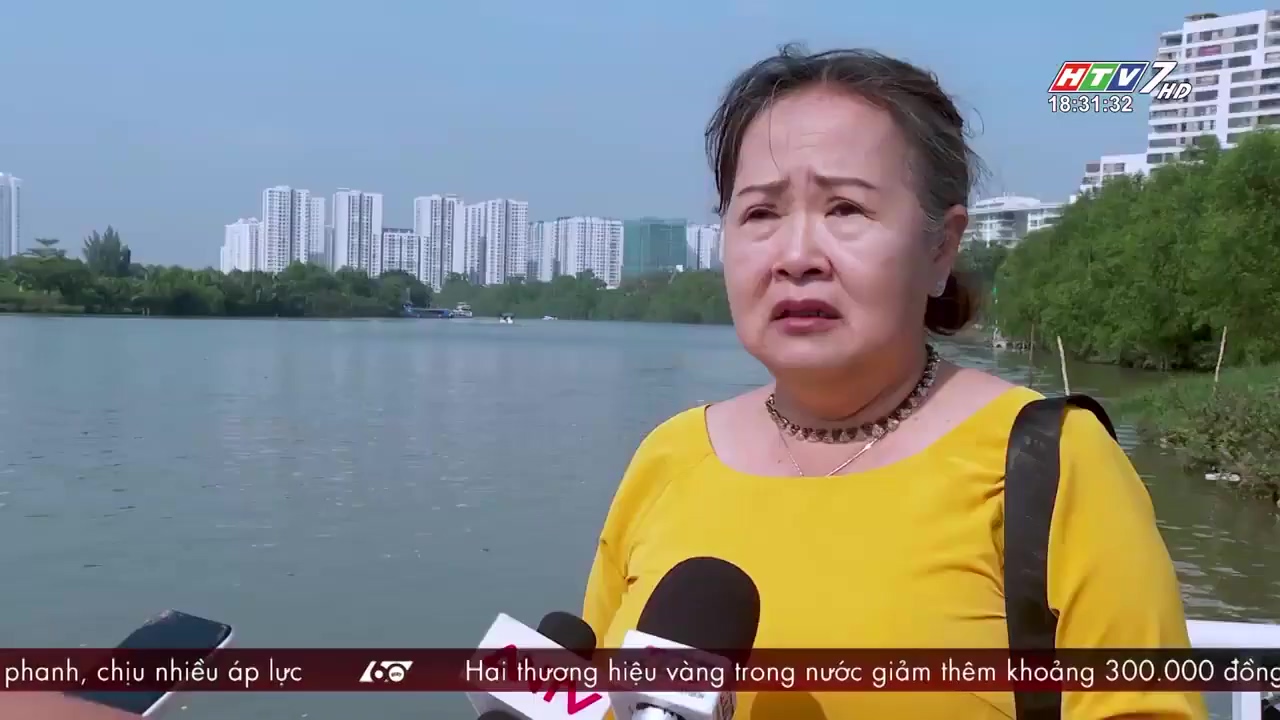 HTV7 HD
18:31:32
phanh, chịu nhiều áp lực
60
Hai thương hiệu vàng trong nước giảm thêm khoảng 300.000 đồng